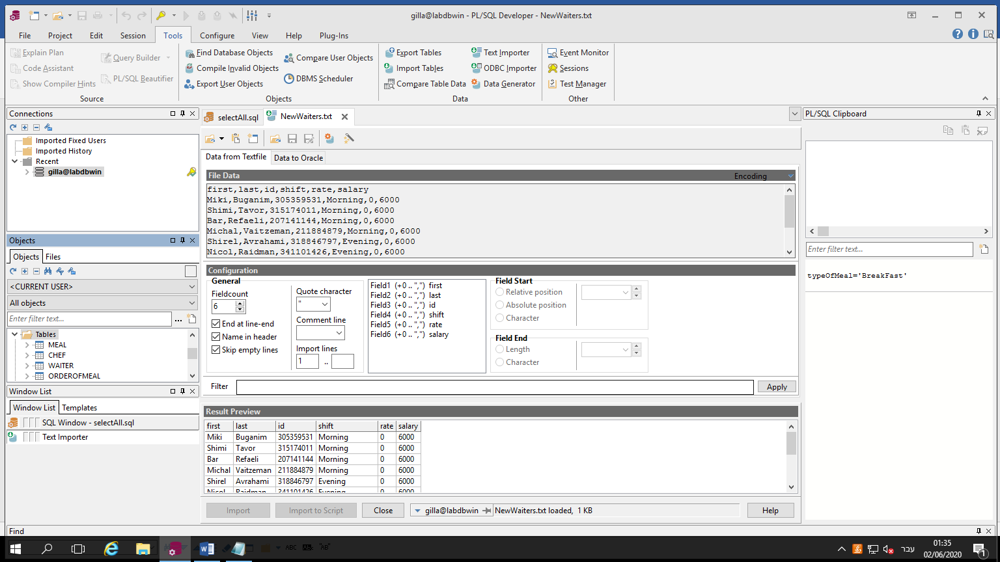 gilla@labdbwin - PL/SQL Developer - NewWaiters.txt
File Project Edit Session Tools Configure View Help Plug-Ins
Explain Plan
Code Assistant
Show Compiler Hints
Query Builder
PL/SQL Beautifier
Source
Find Database Objects
Compile Invalid Objects
Export User Objects
Compare User Objects
DBMS Scheduler
Objects
Export Tables
Import Tables
Compare Table Data
Text Importer
ODBC Importer
Data Generator
Data
Event Monitor
Sessions
Test Manager
Other
Connections
Imported Fixed Users
Imported History
Recent
gilla@labdbwin
Objects
Objects Files
<CURRENT USER>
All objects
Enter filter text...
Tables
MEAL
CHEF
WAITER
ORDEROFMEAL
Window List
Window List Templates
SQL Window - selectAll.sql
Text Importer
selectAll.sql NewWaiters.txt
Data from Textfile Data to Oracle
File Data Encoding
first,last,id,shift,rate,salary
Miki,Buganim,305359531,Morning,0,6000
Shimi,Tavor,315174011,Morning,0,6000
Bar,Refaeli,207141144,Morning,0,6000
Michal,Vaitzeman,211884879,Morning,0,6000
Shirel,Avrahami,318846797,Evening,0,6000
Nicol,Raidman,341101426,Evening,0,6000
Configuration
General
Fieldcount
6
End at line-end
Name in header
Skip empty lines
Quote character
"
Comment line
Import lines
1 ..
Field1 (+0 .. ",") first
Field2 (+0 .. ",") last
Field3 (+0 .. ",") id
Field4 (+0 .. ",") shift
Field5 (+0 .. ",") rate
Field6 (+0 .. ",") salary
Field Start
Relative position
Absolute position
Character
Field End
Length
Character
Filter Apply
Result Preview
first last id shift rate salary
Miki Buganim 305359531 Morning 0 6000
Shimi Tavor 315174011 Morning 0 6000
Bar Refaeli 207141144 Morning 0 6000
Michal Vaitzeman 211884879 Morning 0 6000
Shirel Avrahami 318846797 Evening 0 6000
Nicol Raidman 341101426 Evening 0 6000
Import Import to Script Close gilla@labdbwin NewWaiters.txt loaded, 1 KB Help
PL/SQL Clipboard
Enter filter text...
typeOfMeal='BreakFast'
Find
ABC "AB"
עבר
01:35
02/06/2020
1